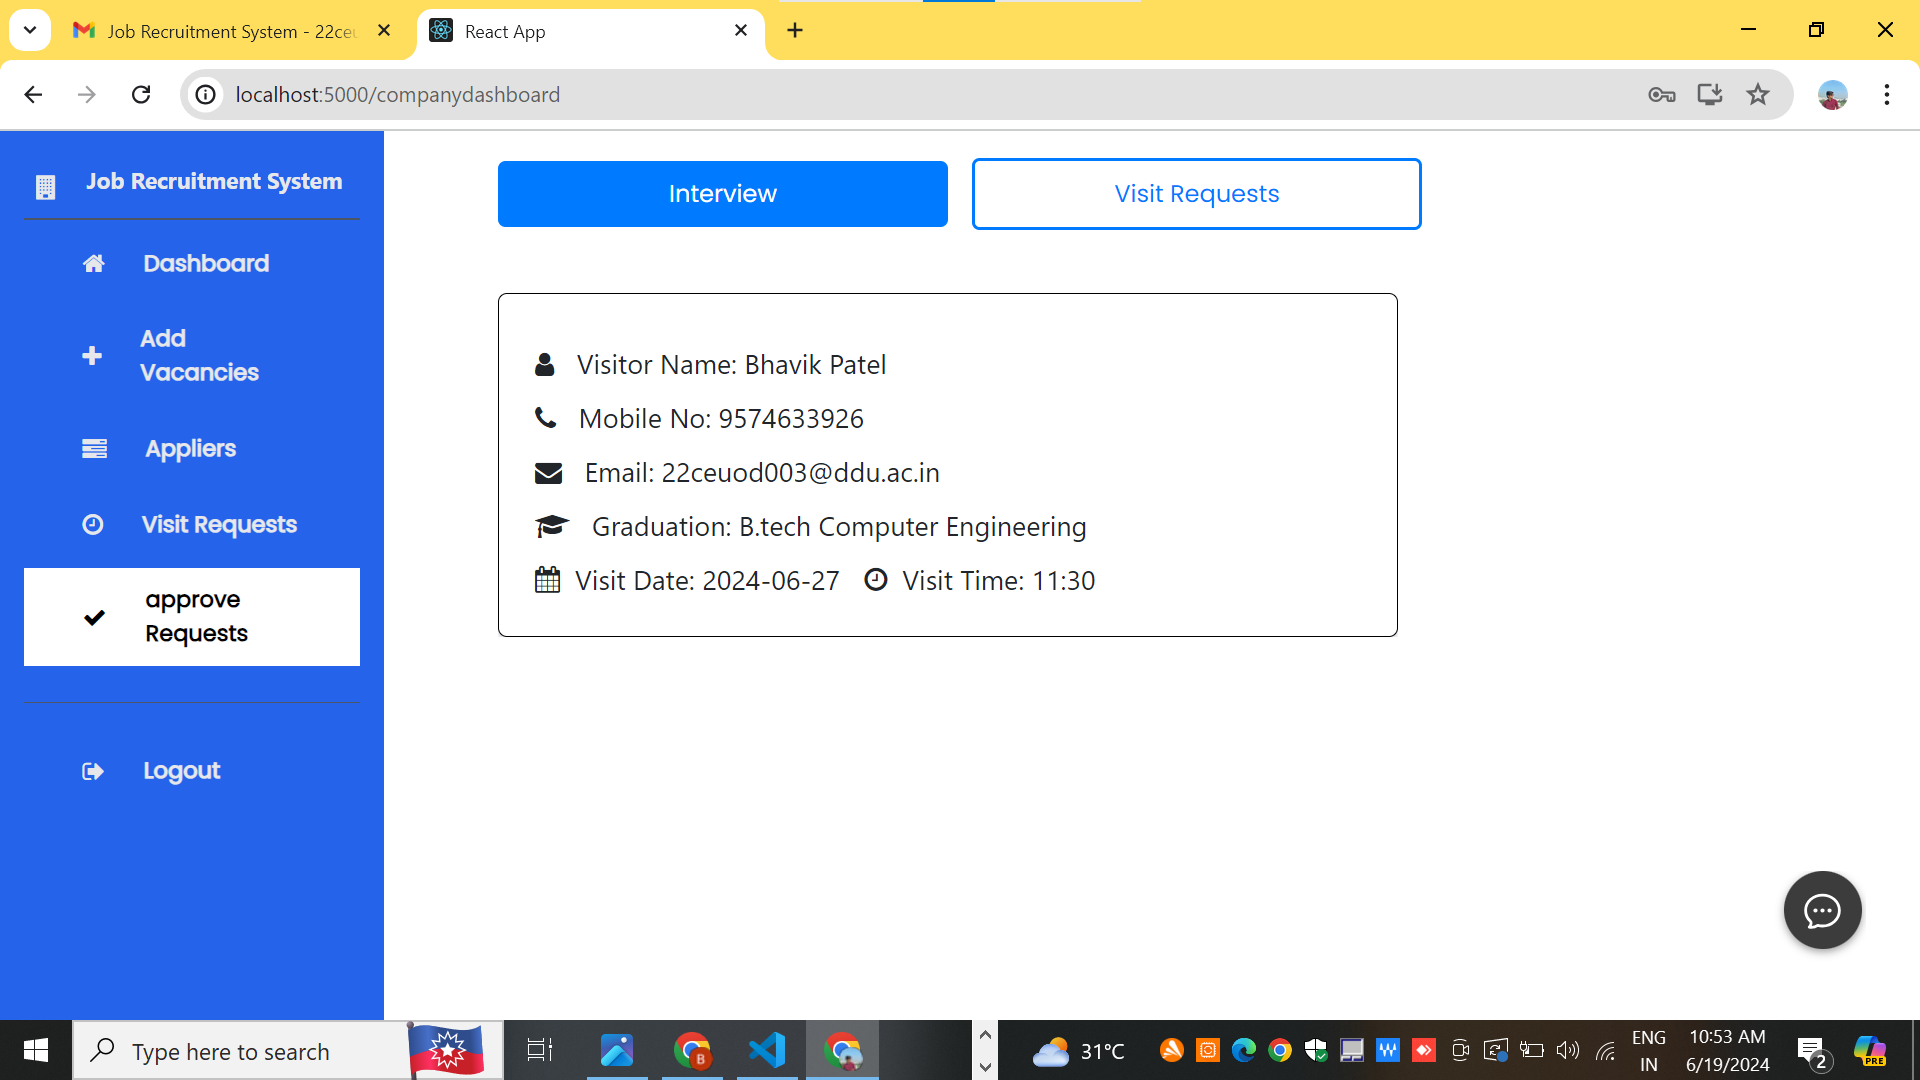 Job Recruitment System - 22ceu
React App
localhost:5000/companydashboard
Job Recruitment System
Dashboard
Add
Vacancies
Appliers
Visit Requests
approve
Requests
Logout
Interview
Visit Requests
Visitor Name: Bhavik Patel
Mobile No: 9574633926
Email: 22ceuod003@ddu.ac.in
Graduation: B.tech Computer Engineering
Visit Date: 2024-06-27 Visit Time: 11:30
Type here to search
B
31°C
W
ENG
IN
10:53 AM
6/19/2024
2
PRE